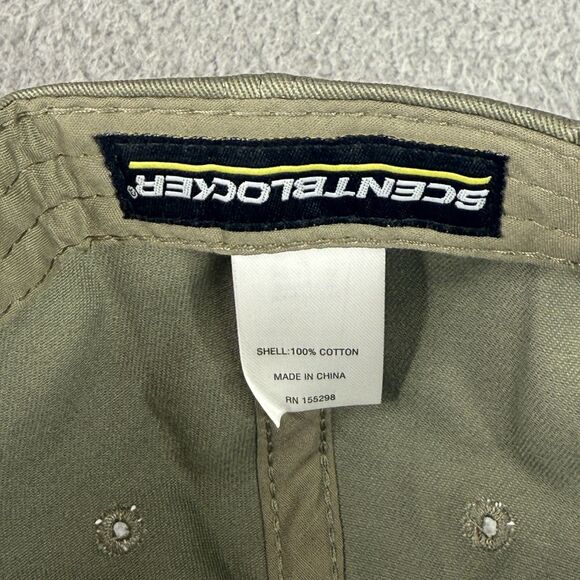 SCENTBLOCKER®
SHELL:100% COTTON
MADE IN CHINA
RN 155298